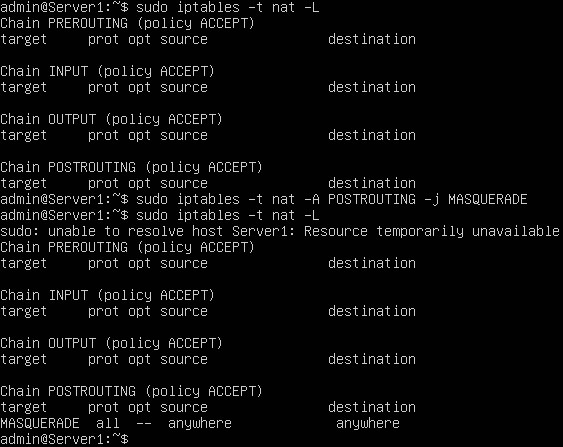 admin@Server1:~$ sudo iptables -t nat -L
Chain PREROUTING (policy ACCEPT)
target     prot opt source               destination

Chain INPUT (policy ACCEPT)
target     prot opt source               destination

Chain OUTPUT (policy ACCEPT)
target     prot opt source               destination

Chain POSTROUTING (policy ACCEPT)
target     prot opt source               destination
admin@Server1:~$ sudo iptables -t nat -A POSTROUTING -j MASQUERADE
admin@Server1:~$ sudo iptables -t nat -L
sudo: unable to resolve host Server1: Resource temporarily unavailable
Chain PREROUTING (policy ACCEPT)
target     prot opt source               destination

Chain INPUT (policy ACCEPT)
target     prot opt source               destination

Chain OUTPUT (policy ACCEPT)
target     prot opt source               destination

Chain POSTROUTING (policy ACCEPT)
target     prot opt source               destination
MASQUERADE  all  --  anywhere             anywhere
admin@Server1:~$